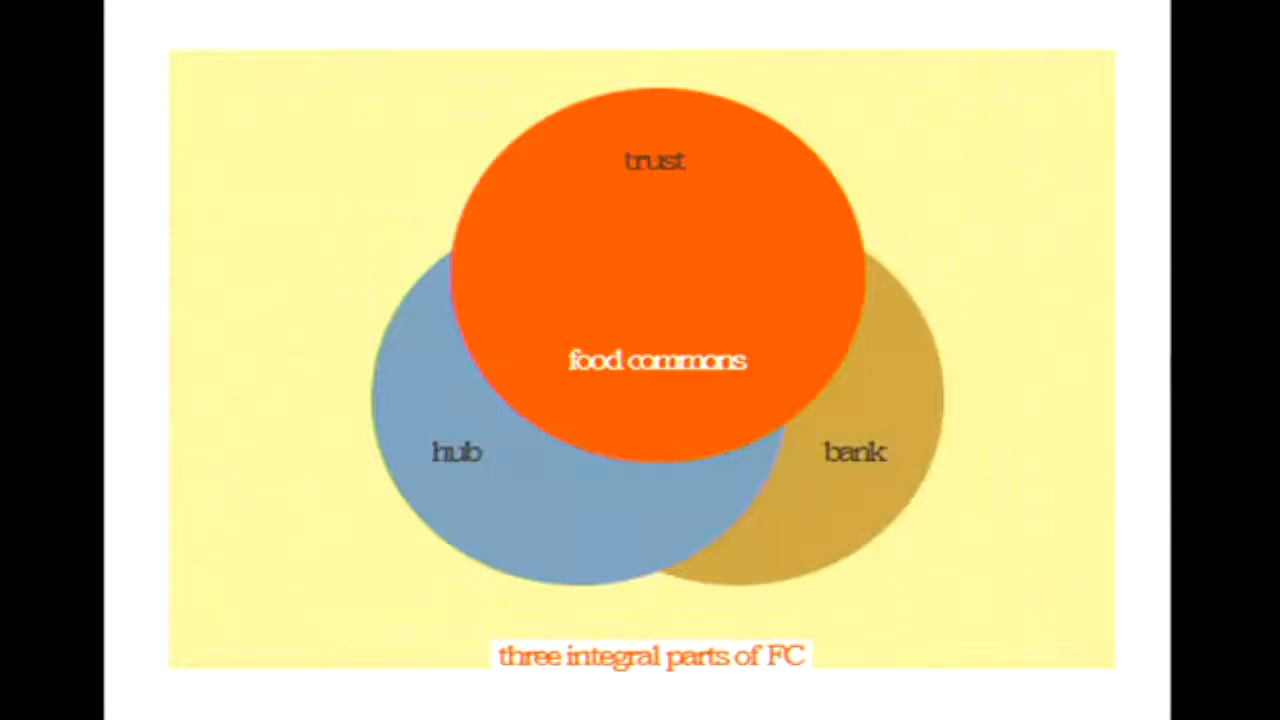 trust
food commons
hub
bank
three integral parts of FC